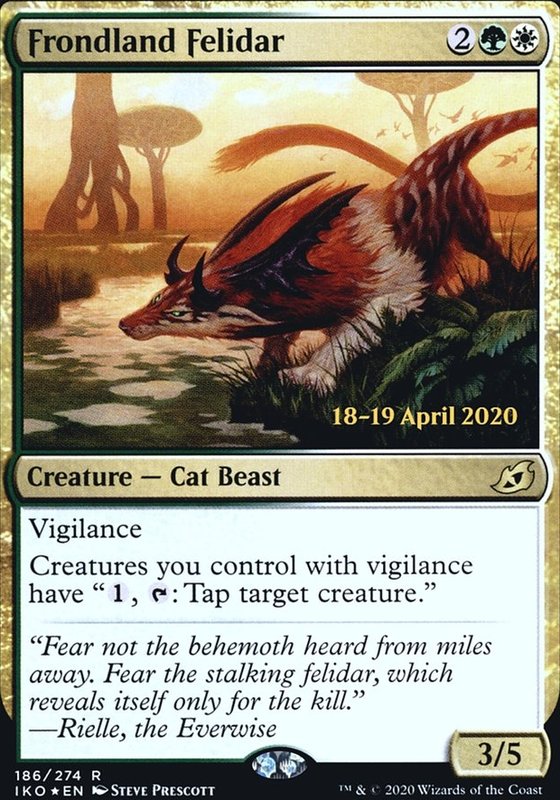 Frondland Felidar 2
18–19 April 2020
Creature — Cat Beast
Vigilance
Creatures you control with vigilance
have “1, : Tap target creature.”
“Fear not the behemoth heard from miles
away. Fear the stalking felidar, which
reveals itself only for the kill.”
—Rielle, the Everwise
3/5
186/274 R
IKO ★ EN Steve Prescott
™ & © 2020 Wizards of the Coast